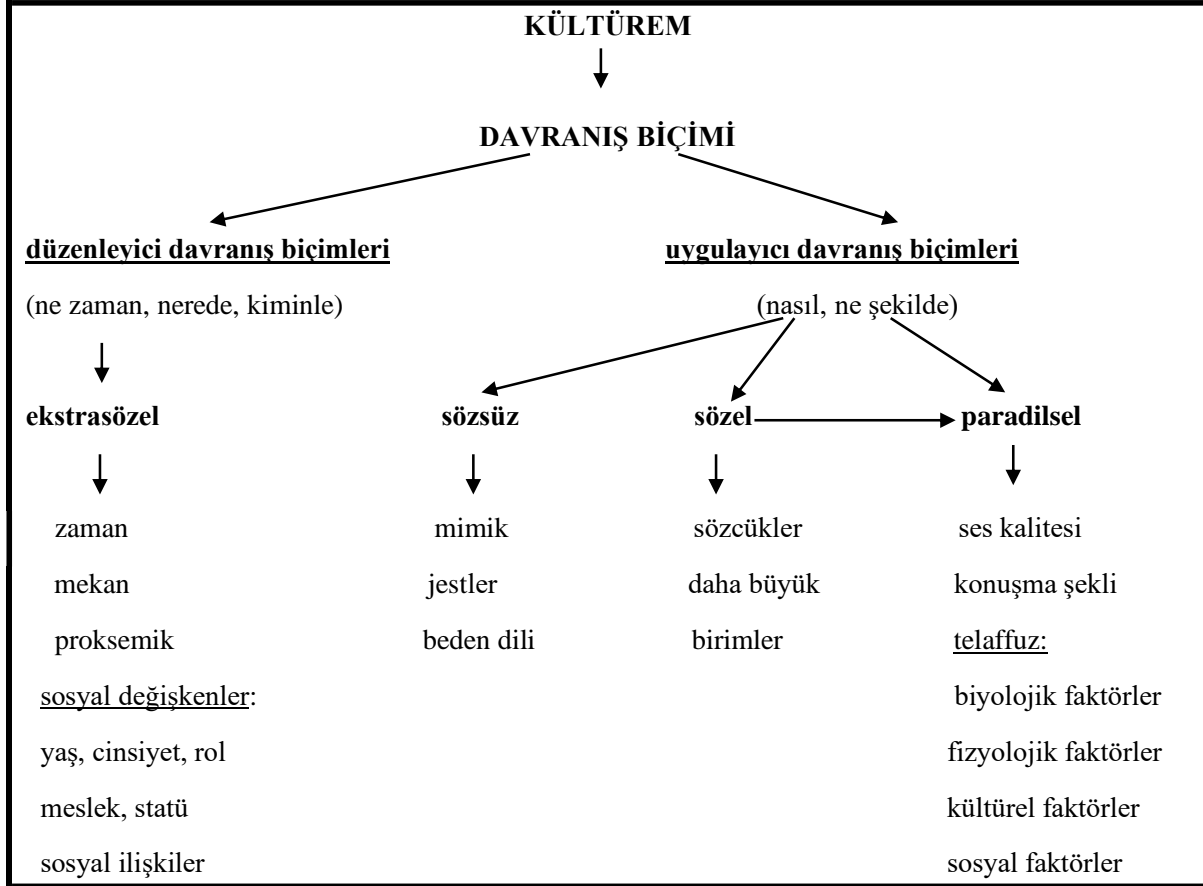 KÜLTÜREM
DAVRANIŞ BİÇİMİ
düzenleyici davranış biçimleri uygulayıcı davranış biçimleri
(ne zaman, nerede, kiminle) (nasıl, ne şekilde)
ekstrasözel sözsüz sözel paradilsel
zaman mimik sözcükler ses kalitesi
mekan jestler daha büyük konuşma şekli
proksemik beden dili birimler telaffuz:
sosyal değişkenler: biyolojik faktörler
yaş, cinsiyet, rol fizyolojik faktörler
meslek, statü kültürel faktörler
sosyal ilişkiler sosyal faktörler